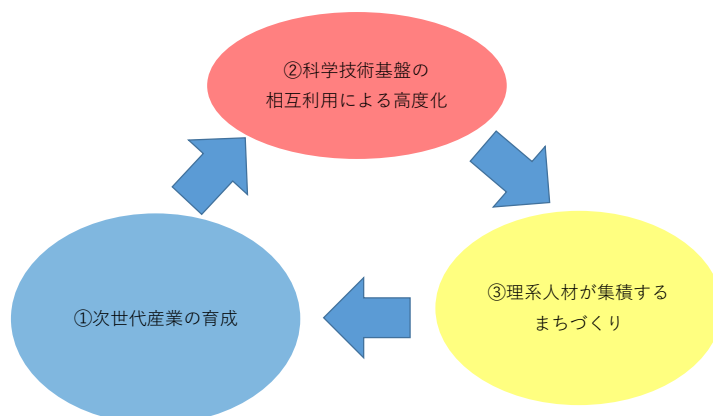 ②科学技術基盤の
相互利用による高度化
③理系人材が集積する
まちづくり
①次世代産業の育成